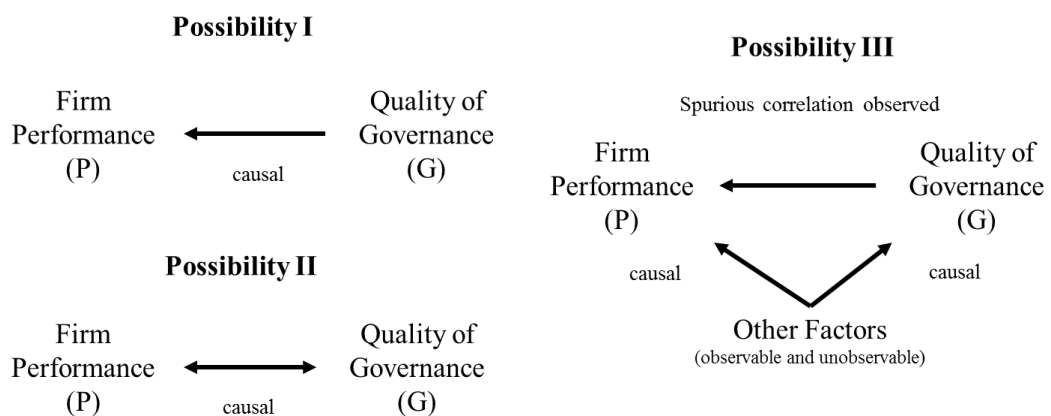 Possibility I
Firm
Performance
(P)
causal
Quality of
Governance
(G)
Possibility II
Firm
Performance
(P)
causal
Quality of
Governance
(G)
Possibility III
Spurious correlation observed
Firm
Performance
(P)
Quality of
Governance
(G)
causal
causal
Other Factors
(observable and unobservable)